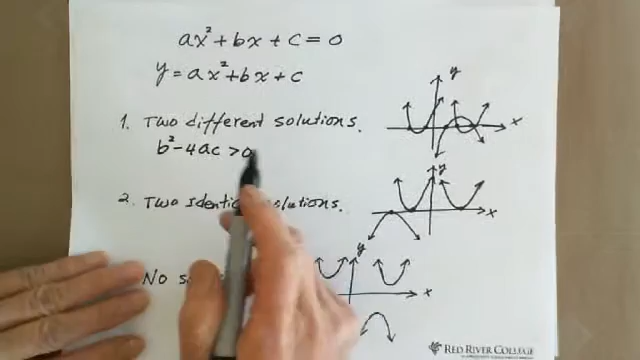 ax²+bx+c=0
y=ax²+bx+c
1. Two different solutions.
b²-4ac>0
2. Two solutions.
No
y
x
y
x
y
x
RED RIVER COLLEGE